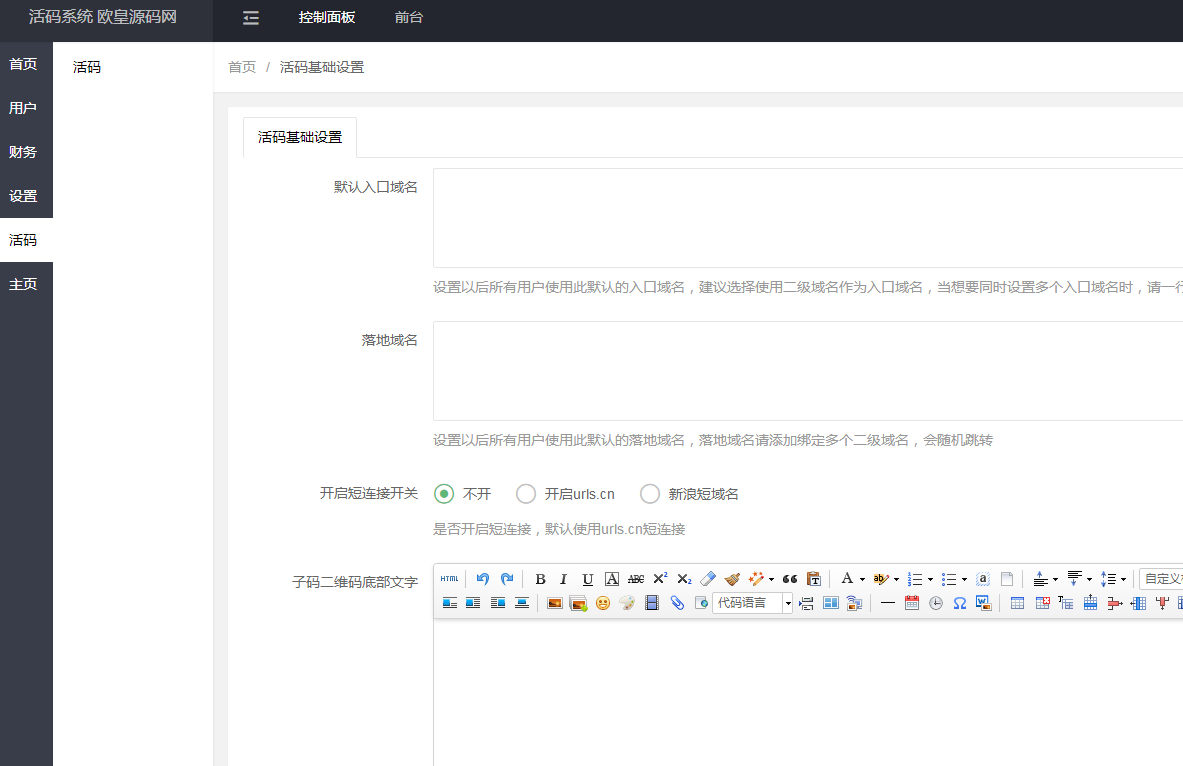 活码系统 欧皇源码网
控制面板
前台
首页
用户
财务
设置
活码
主页
活码
首页 / 活码基础设置
活码基础设置
默认入口域名
设置以后所有用户使用此默认的入口域名，建议选择使用二级域名作为入口域名，当想要同时设置多个入口域名时，请一行
落地域名
设置以后所有用户使用此默认的落地域名，落地域名请添加绑定多个二级域名，会随机跳转
开启短连接开关
不开
开启urls.cn
新浪短域名
是否开启短连接，默认使用urls.cn短连接
子码二维码底部文字
HTML
B I U A ABC X² X₂
A
ab
a
自定义
代码语言